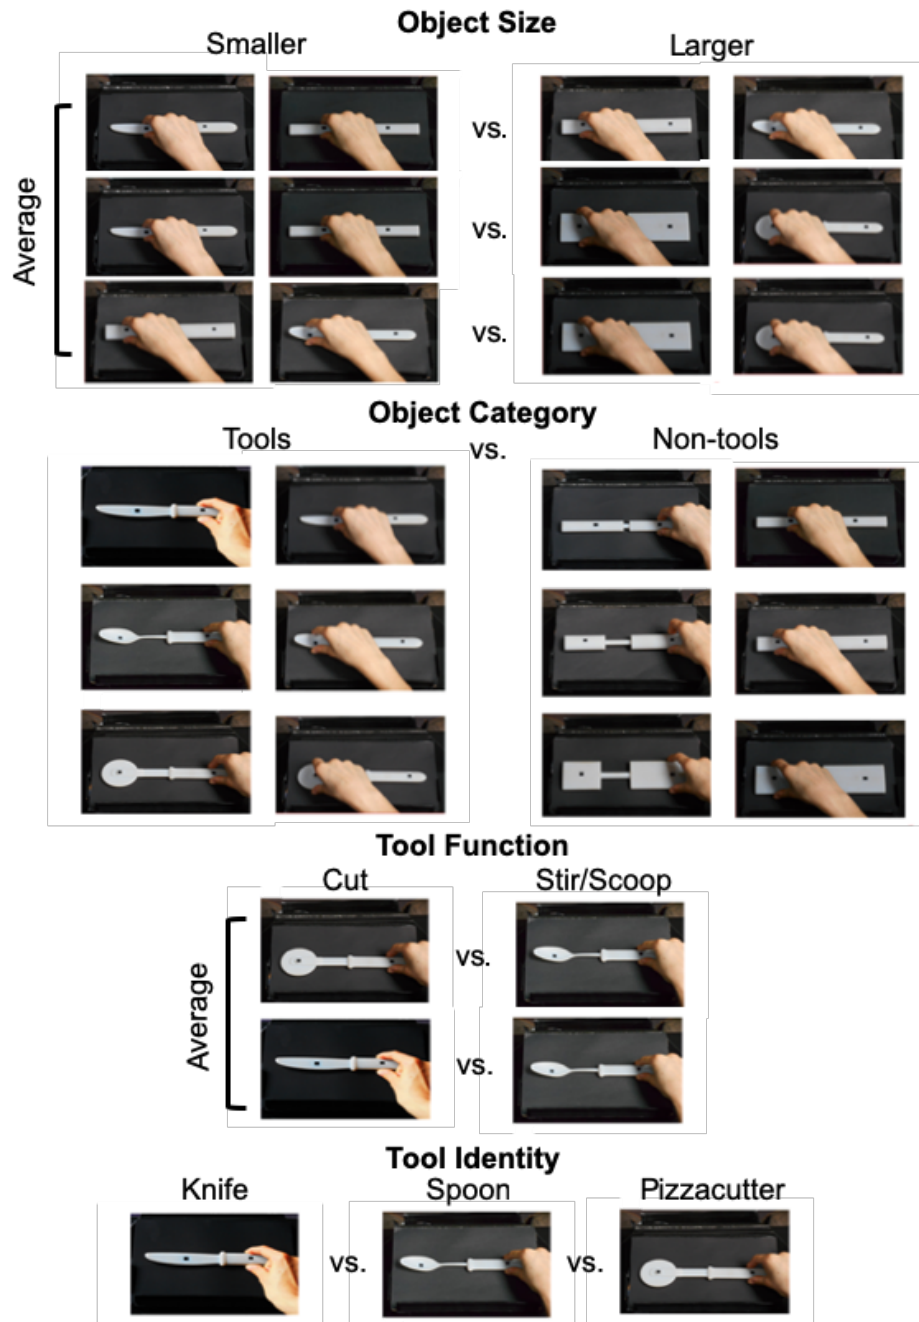 Object Size
Smaller
Larger
Average
vs.
vs.
vs.
Object Category
Tools
vs.
Non-tools
Tool Function
Cut
Stir/Scoop
Average
vs.
vs.
Tool Identity
Knife
Spoon
Pizzacutter
vs.
vs.